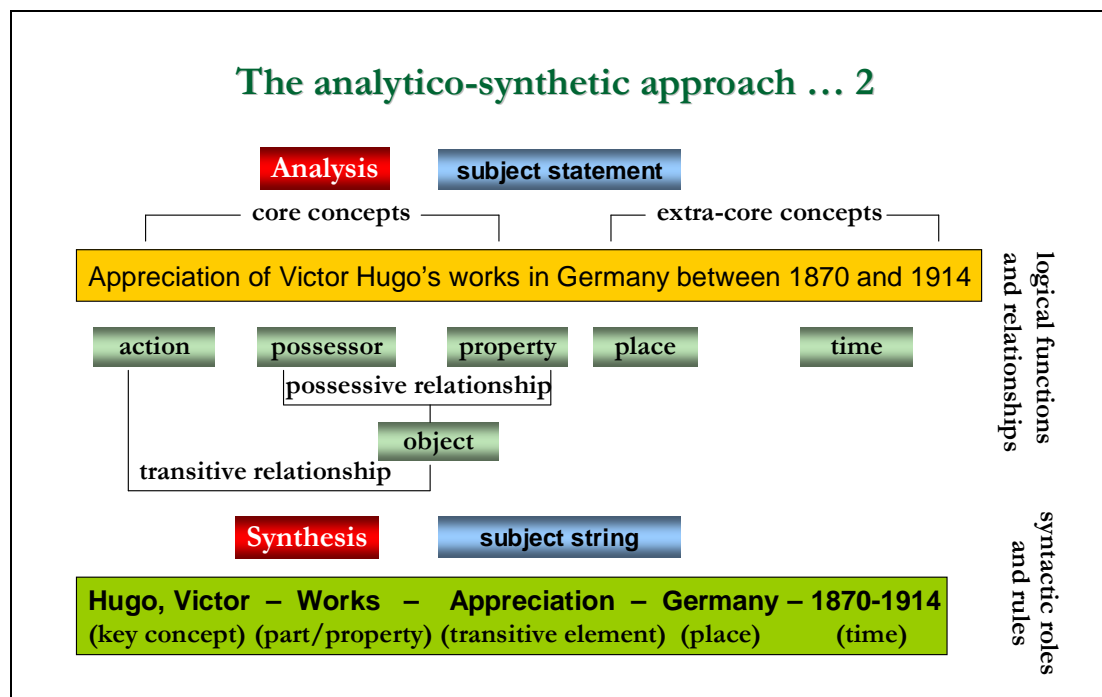 The analytico-synthetic approach … 2
Analysis
subject statement
core concepts
extra-core concepts
Appreciation of Victor Hugo’s works in Germany between 1870 and 1914
logical functions
and relationships
action
possessor
property
place
time
possessive relationship
object
transitive relationship
Synthesis
subject string
syntactic roles
and rules
Hugo, Victor – Works – Appreciation – Germany – 1870-1914
(key concept) (part/property) (transitive element) (place) (time)